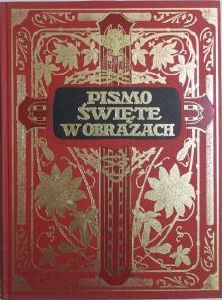 PISMO
ŚWIĘTE
W OBRAZACH